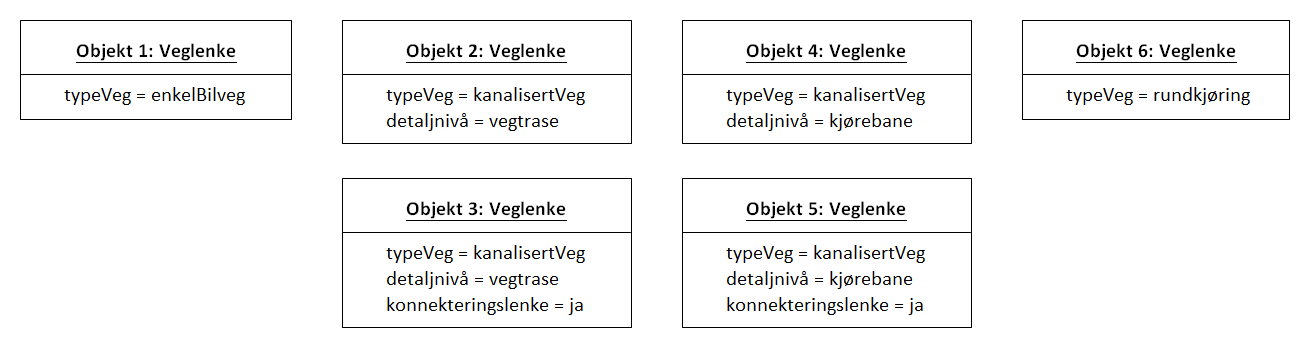 Objekt 1: Veglenke
typeVeg = enkelBilveg
Objekt 2: Veglenke
typeVeg = kanalisertVeg
detaljnivå = vegtrase
Objekt 4: Veglenke
typeVeg = kanalisertVeg
detaljnivå = kjørebane
Objekt 6: Veglenke
typeVeg = rundkjøring
Objekt 3: Veglenke
typeVeg = kanalisertVeg
detaljnivå = vegtrase
konnekteringslenke = ja
Objekt 5: Veglenke
typeVeg = kanalisertVeg
detaljnivå = kjørebane
konnekteringslenke = ja